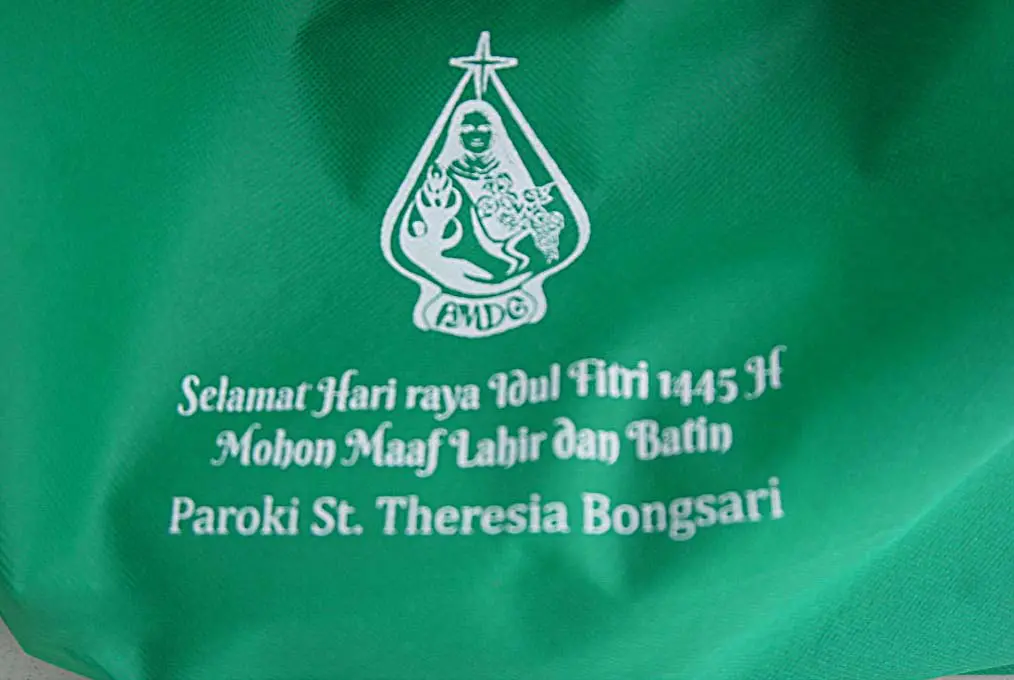 AMDG
Selamat Hari raya Idul Fitri 1445 H
Mohon Maaf Lahir dan Batin
Paroki St. Theresia Bongsari